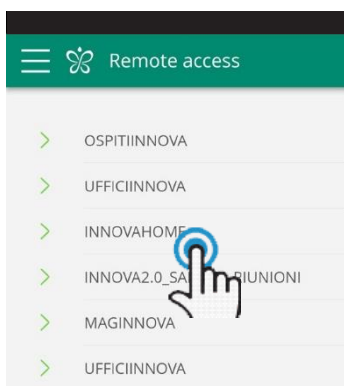 Remote access
OSPITIINNOVA
UFFICIINNOVA
INNOVAHOME
INNOVA2.0_SA RIUNIONI
MAGINNOVA
UFFICIINNOVA